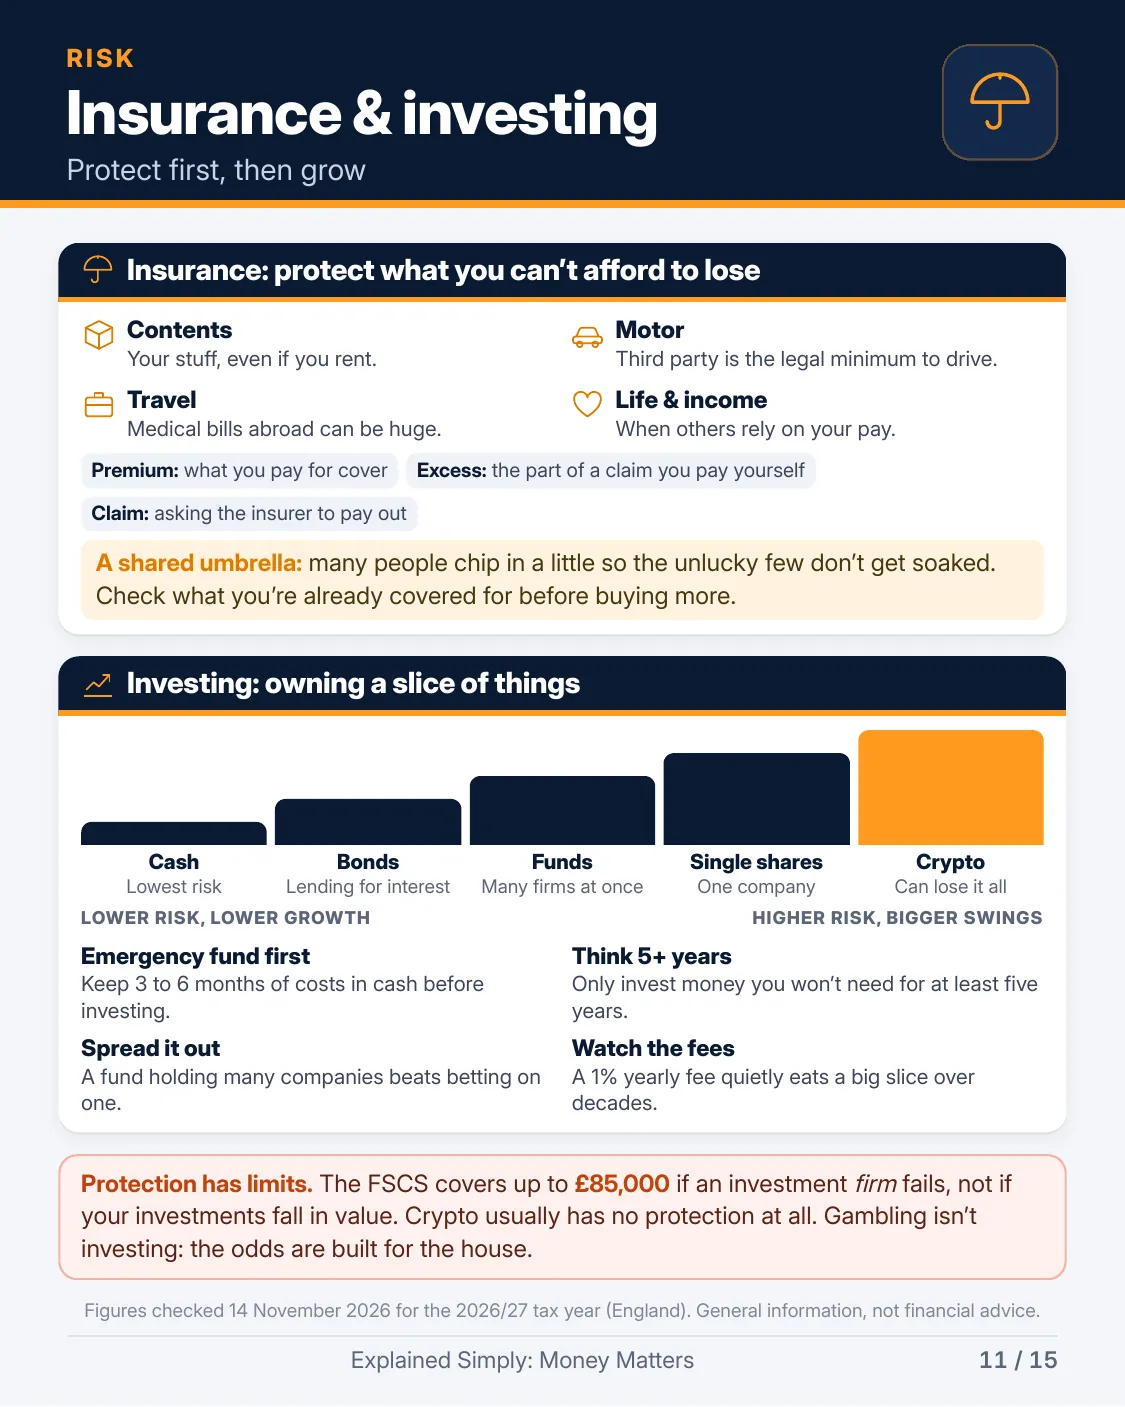 RISK
Insurance & investing
Protect first, then grow
Insurance: protect what you can’t afford to lose
Contents
Your stuff, even if you rent.
Motor
Third party is the legal minimum to drive.
Travel
Medical bills abroad can be huge.
Life & income
When others rely on your pay.
Premium: what you pay for cover
Excess: the part of a claim you pay yourself
Claim: asking the insurer to pay out
A shared umbrella: many people chip in a little so the unlucky few don’t get soaked.
Check what you’re already covered for before buying more.
Investing: owning a slice of things
Cash
Lowest risk
Bonds
Lending for interest
Funds
Many firms at once
Single shares
One company
Crypto
Can lose it all
LOWER RISK, LOWER GROWTH
HIGHER RISK, BIGGER SWINGS
Emergency fund first
Keep 3 to 6 months of costs in cash before
investing.
Think 5+ years
Only invest money you won’t need for at least five
years.
Spread it out
A fund holding many companies beats betting on
one.
Watch the fees
A 1% yearly fee quietly eats a big slice over
decades.
Protection has limits. The FSCS covers up to £85,000 if an investment firm fails, not if
your investments fall in value. Crypto usually has no protection at all. Gambling isn’t
investing: the odds are built for the house.
Figures checked 14 November 2026 for the 2026/27 tax year (England). General information, not financial advice.
Explained Simply: Money Matters
11 / 15